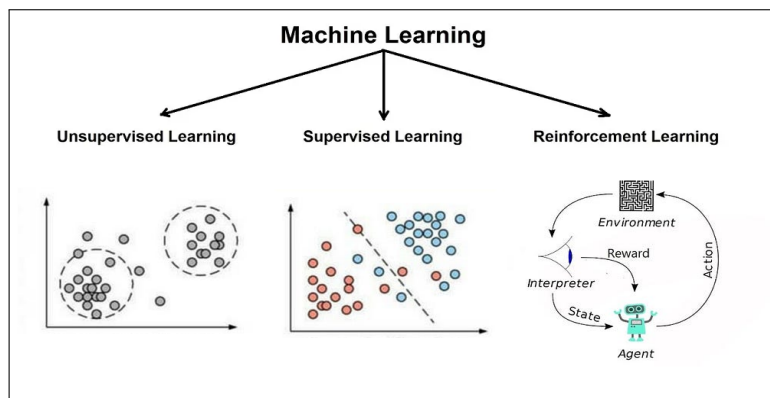 Machine Learning
Unsupervised Learning
Supervised Learning
Reinforcement Learning
Environment
Reward
Interpreter
Action
State
Agent